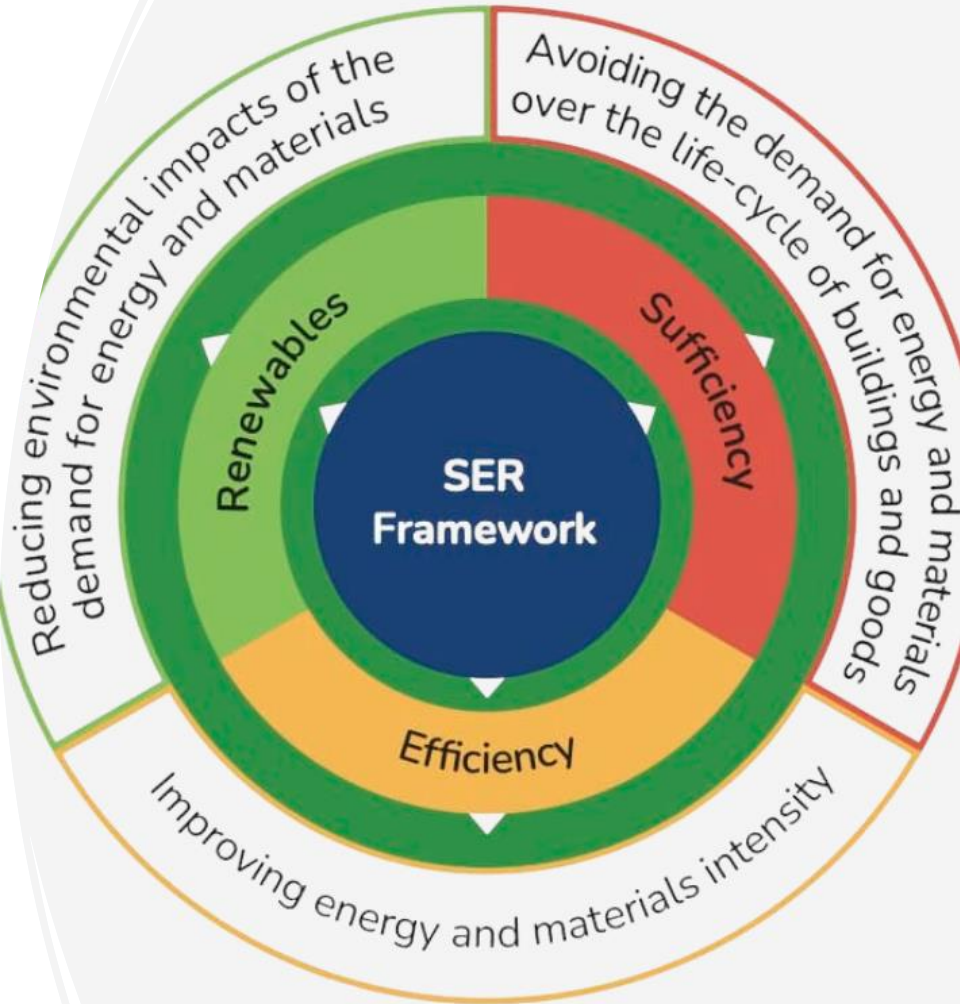 SER
Framework
Sufficiency
Avoiding the demand for energy and materials
over the life-cycle of buildings and goods
Efficiency
Improving energy and materials intensity
Renewables
Reducing environmental impacts of the
demand for energy and materials